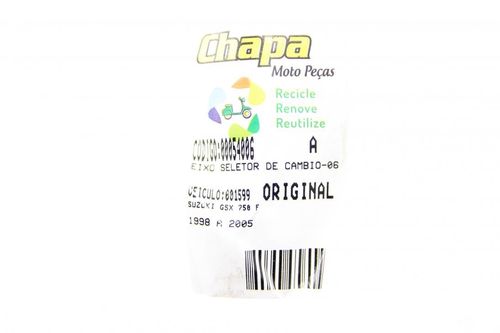 Chapa
Moto Peças
Recicle
Renove
Reutilize
CODIGO:00054006 A
EIXO SELETOR DE CAMBIO-06
VEICULO:001599 ORIGINAL
SUZUKI GSX 750 F
1998 A 2005